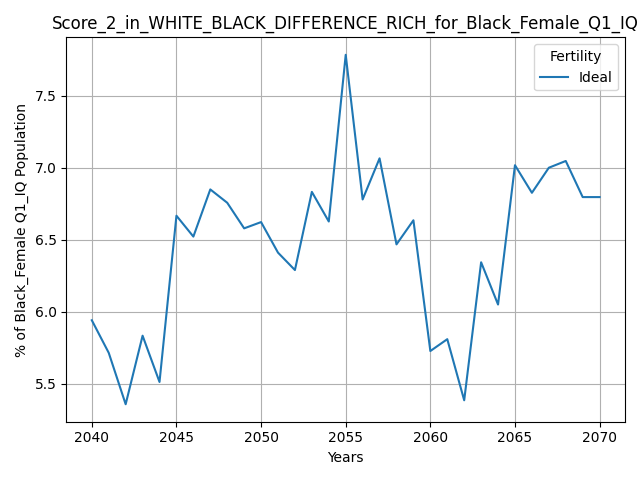 Score_2_in_WHITE_BLACK_DIFFERENCE_RICH_for_Black_Female_Q1_IQ
Fertility
Ideal
% of Black_Female Q1_IQ Population
7.5
7.0
6.5
6.0
5.5
2040 2045 2050 2055 2060 2065 2070
Years